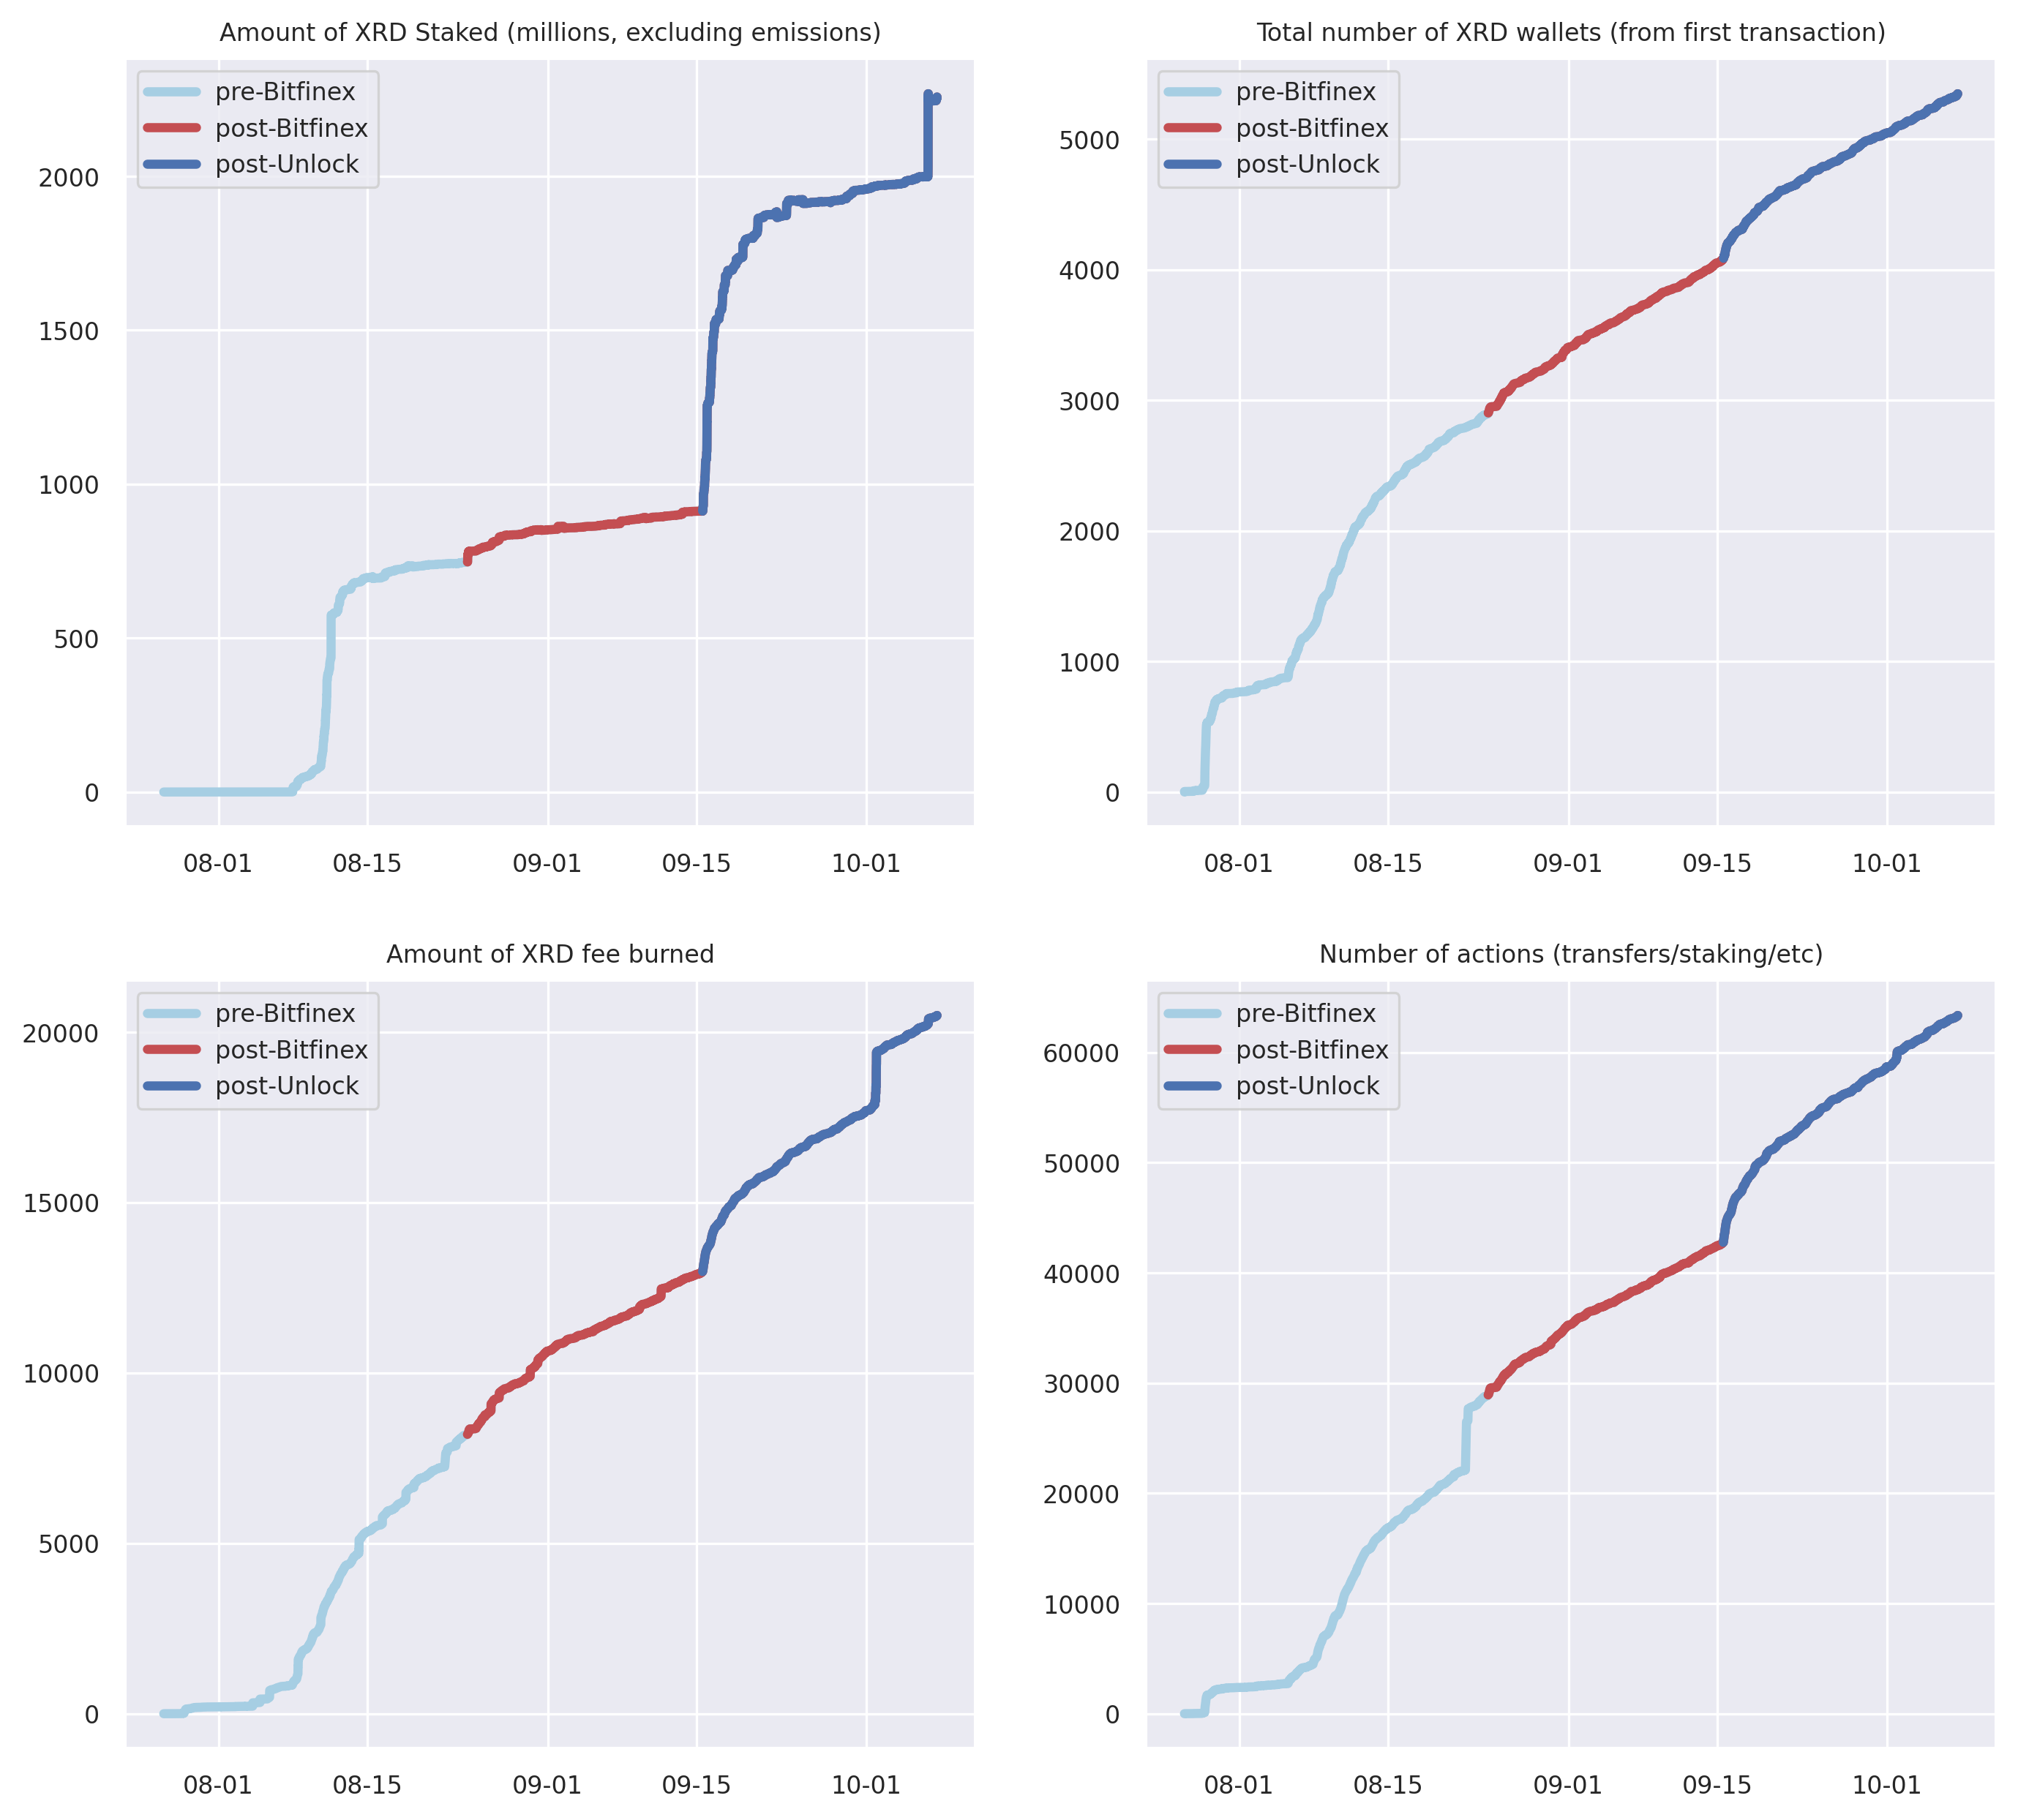 Amount of XRD Staked (millions, excluding emissions)
pre-Bitfinex
post-Bitfinex
post-Unlock
2000
1500
1000
500
0
08-01 08-15 09-01 09-15 10-01
Total number of XRD wallets (from first transaction)
pre-Bitfinex
post-Bitfinex
post-Unlock
5000
4000
3000
2000
1000
0
08-01 08-15 09-01 09-15 10-01
Amount of XRD fee burned
pre-Bitfinex
post-Bitfinex
post-Unlock
20000
15000
10000
5000
0
08-01 08-15 09-01 09-15 10-01
Number of actions (transfers/staking/etc)
pre-Bitfinex
post-Bitfinex
post-Unlock
60000
50000
40000
30000
20000
10000
0
08-01 08-15 09-01 09-15 10-01